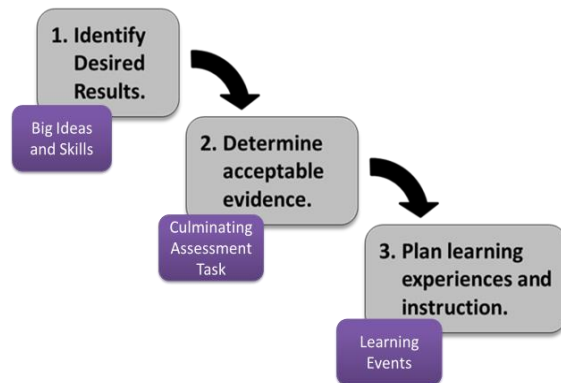 1. Identify
Desired
Results.
Big Ideas
and Skills
2. Determine
acceptable
evidence.
Culminating
Assessment
Task
3. Plan learning
experiences and
instruction.
Learning
Events